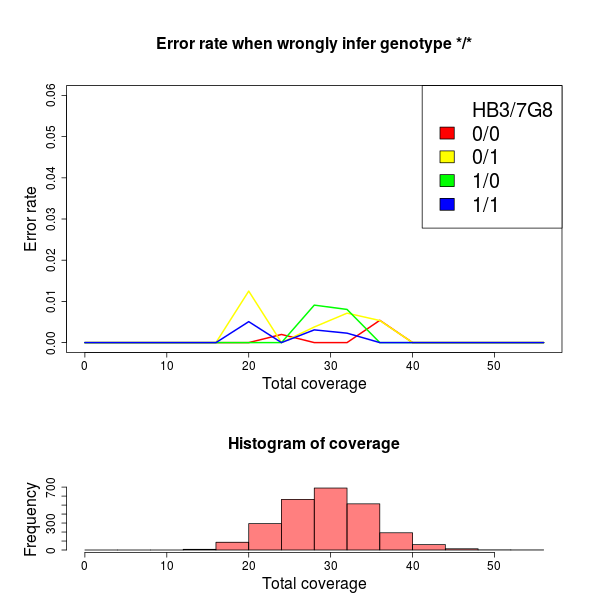 Error rate when wrongly infer genotype */*
HB3/7G8
0/0
0/1
1/0
1/1
Error rate
0.00 0.01 0.02 0.03 0.04 0.05 0.06
0 10 20 30 40 50
Total coverage
Histogram of coverage
Frequency
0 300 700
0 10 20 30 40 50
Total coverage